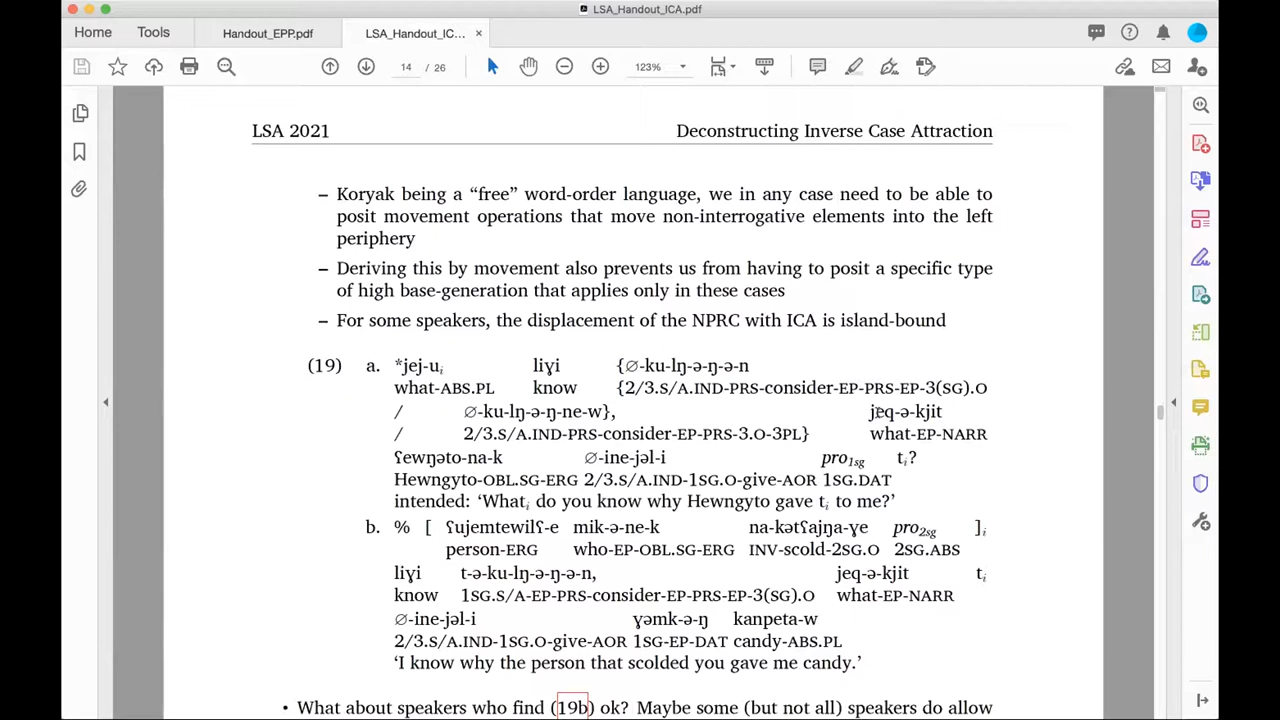 LSA_Handout_ICA.pdf
Home Tools Handout_EPP.pdf LSA_Handout_IC... ×
14 / 26 123%
LSA 2021 Deconstructing Inverse Case Attraction
– Koryak being a “free” word-order language, we in any case need to be able to
posit movement operations that move non-interrogative elements into the left
periphery
– Deriving this by movement also prevents us from having to posit a specific type
of high base-generation that applies only in these cases
– For some speakers, the displacement of the NPRC with ICA is island-bound
(19) a. *jej-uᵢ liɣi {∅-ku-lŋ-ə-ŋ-ə-n
what-ABS.PL know {2/3.S/A.IND-PRS-consider-EP-PRS-EP-3(SG).O
/ ∅-ku-lŋ-ə-ŋ-ne-w}, jeq-ə-kjit
/ 2/3.S/A.IND-PRS-consider-EP-PRS-3.O-3PL} what-EP-NARR
ʕewŋəto-na-k ∅-ine-jəl-i pro1sg tᵢ?
Hewngyto-OBL.SG-ERG 2/3.S/A.IND-1SG.O-give-AOR 1SG.DAT
intended: ‘Whatᵢ do you know why Hewngyto gave tᵢ to me?’
b. % [ ʕujemtewilʕ-e mik-ə-ne-k na-kətʕajŋa-ɣe pro2sg ]ᵢ
person-ERG who-EP-OBL.SG-ERG INV-scold-2SG.O 2SG.ABS
liɣi t-ə-ku-lŋ-ə-ŋ-ə-n, jeq-ə-kjit tᵢ
know 1SG.S/A-EP-PRS-consider-EP-PRS-EP-3(SG).O what-EP-NARR
∅-ine-jəl-i ɣəmk-ə-ŋ kanpeta-w
2/3.S/A.IND-1SG.O-give-AOR 1SG-EP-DAT candy-ABS.PL
‘I know why the person that scolded you gave me candy.’
• What about speakers who find (19b) ok? Maybe some (but not all) speakers do allow